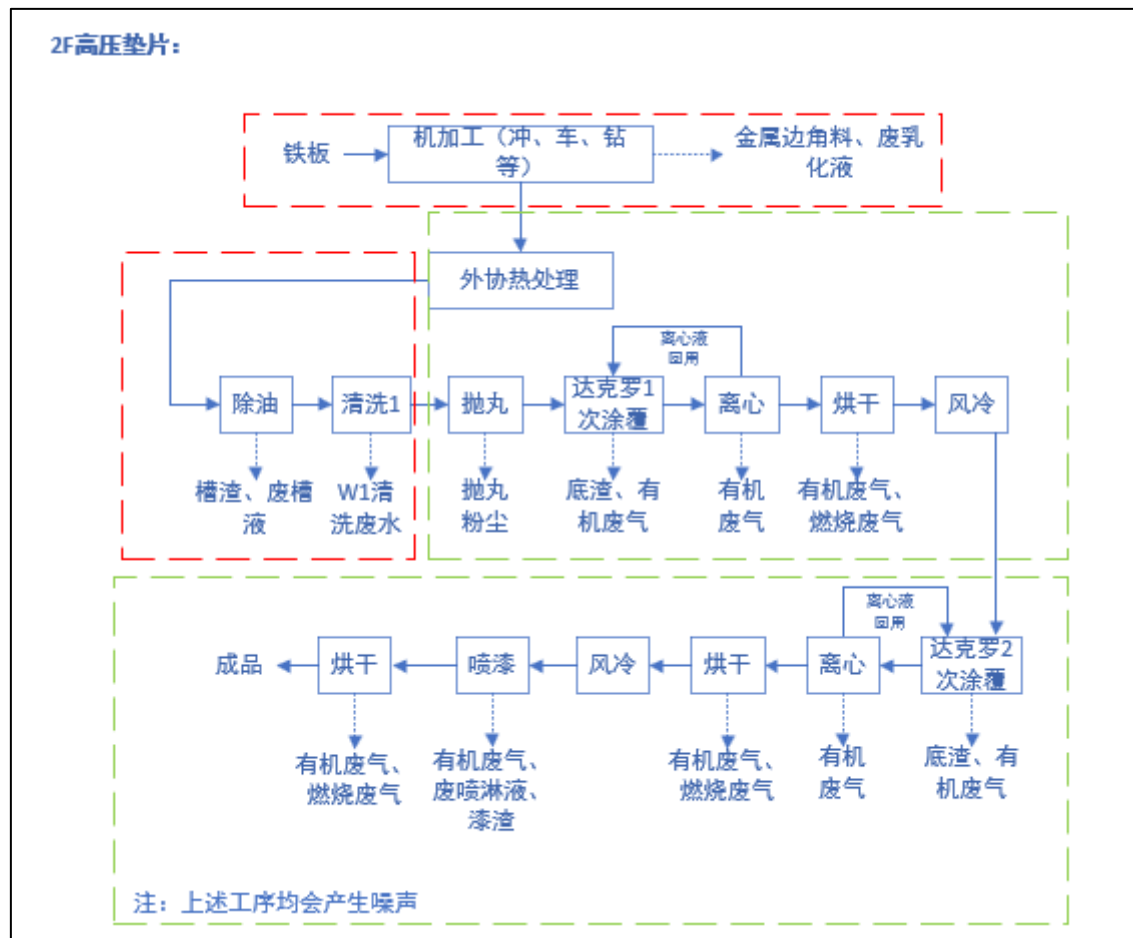 2F高压垫片：
铁板
机加工（冲、车、钻
等）
金属边角料、废乳
化液
外协热处理
离心液
回用
除油
清洗1
抛丸
达克罗1
次涂覆
离心
烘干
风冷
槽渣、废槽
液
W1清
洗废水
抛丸
粉尘
底渣、有
机废气
有机
废气
有机废气、
燃烧废气
离心液
回用
成品
烘干
喷漆
风冷
烘干
离心
达克罗2
次涂覆
有机废气、
燃烧废气
有机废气、
废喷淋液、
漆渣
有机废气、
燃烧废气
有机
废气
底渣、有
机废气
注：上述工序均会产生噪声